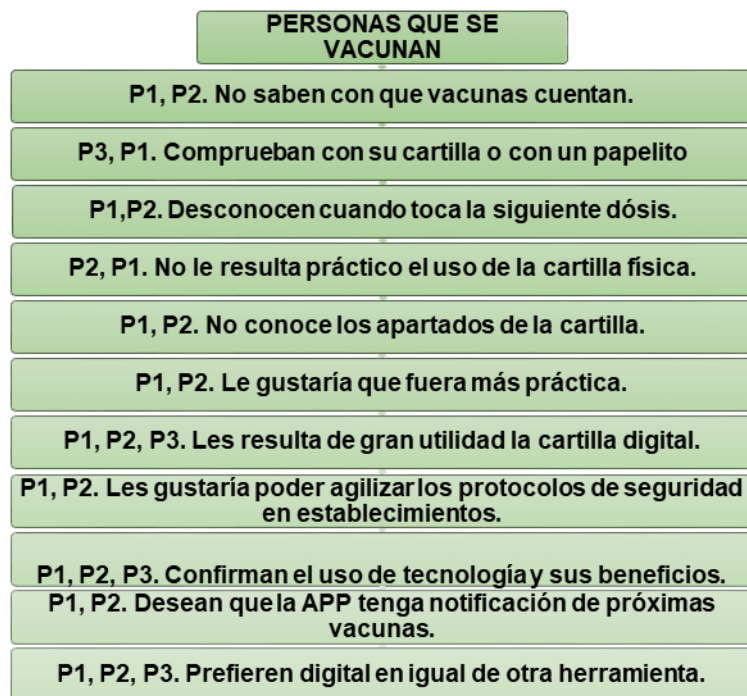 PERSONAS QUE SE
VACUNAN
P1, P2. No saben con que vacunas cuentan.
P3, P1. Comprueban con su cartilla o con un papelito
P1,P2. Desconocen cuando toca la siguiente dósis.
P2, P1. No le resulta práctico el uso de la cartilla física.
P1, P2. No conoce los apartados de la cartilla.
P1, P2. Le gustaría que fuera más práctica.
P1, P2, P3. Les resulta de gran utilidad la cartilla digital.
P1, P2. Les gustaría poder agilizar los protocolos de seguridad
en establecimientos.
P1, P2, P3. Confirman el uso de tecnología y sus beneficios.
P1, P2. Desean que la APP tenga notificación de próximas
vacunas.
P1, P2, P3. Prefieren digital en igual de otra herramienta.